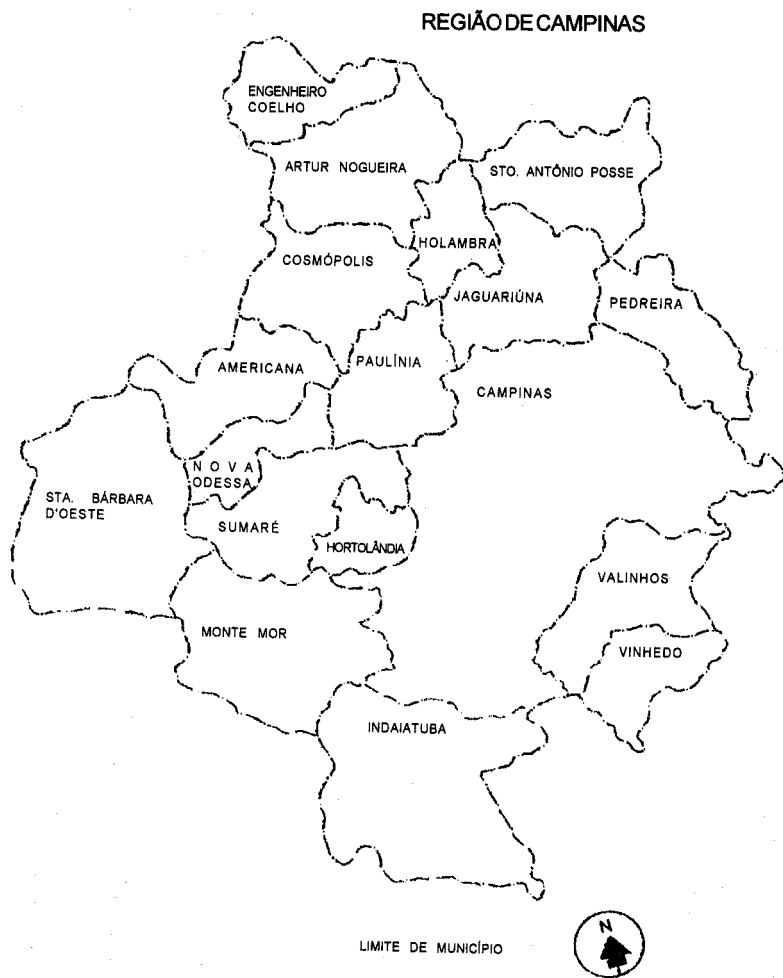 REGIÃO DE CAMPINAS
ENGENHEIRO
COELHO
ARTUR NOGUEIRA
STO. ANTÔNIO POSSE
HOLAMBRA
COSMÓPOLIS
JAGUARIÚNA
PEDREIRA
AMERICANA
PAULÍNIA
CAMPINAS
NOVA
ODESSA
STA. BÁRBARA
D'OESTE
SUMARÉ
HORTOLÂNDIA
VALINHOS
MONTE MOR
VINHEDO
INDAIATUBA
LIMITE DE MUNICÍPIO
N